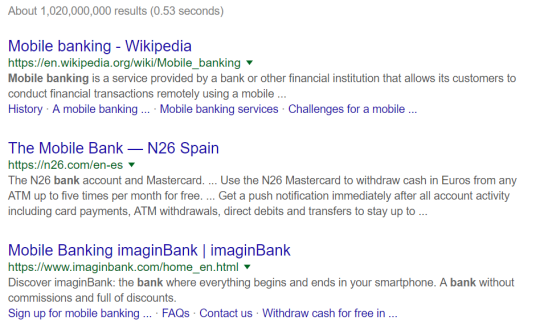 About 1,020,000,000 results (0.53 seconds)
Mobile banking - Wikipedia
https://en.wikipedia.org/wiki/Mobile_banking ▼
Mobile banking is a service provided by a bank or other financial institution that allows its customers to
conduct financial transactions remotely using a mobile ...
History · A mobile banking ... · Mobile banking services · Challenges for a mobile ...
The Mobile Bank — N26 Spain
https://n26.com/en-es ▼
The N26 bank account and Mastercard. ... Use the N26 Mastercard to withdraw cash in Euros from any
ATM up to five times per month for free. ... Get a push notification immediately after all account activity
including card payments, ATM withdrawals, direct debits and transfers to stay up to ...
Mobile Banking imaginBank | imaginBank
https://www.imaginbank.com/home_en.html ▼
Discover imaginBank: the bank where everything begins and ends in your smartphone. A bank without
commissions and full of discounts.
Sign up for mobile banking ... · FAQs · Contact us · Withdraw cash for free in ...